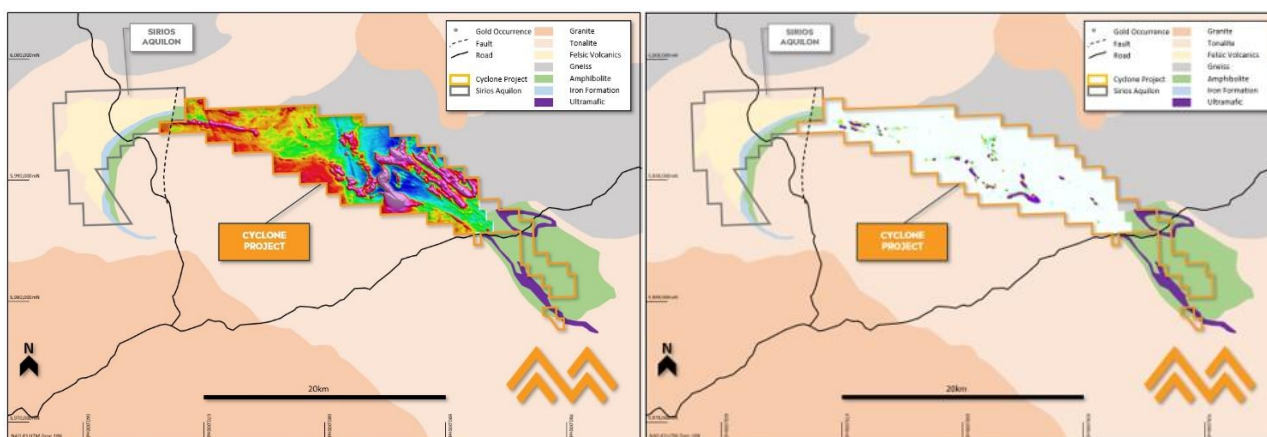 SIRIOS
AQUILON
Gold Occurrence
Fault
Road
Cyclone Project
Sirios Aquilon
Granite
Tonalite
Felsic Volcanics
Gneiss
Amphibolite
Iron Formation
Ultramafic
CYCLONE
PROJECT
N
20km
SIRIOS
AQUILON
Gold Occurrence
Fault
Road
Cyclone Project
Sirios Aquilon
Granite
Tonalite
Felsic Volcanics
Gneiss
Amphibolite
Iron Formation
Ultramafic
CYCLONE
PROJECT
N
20km